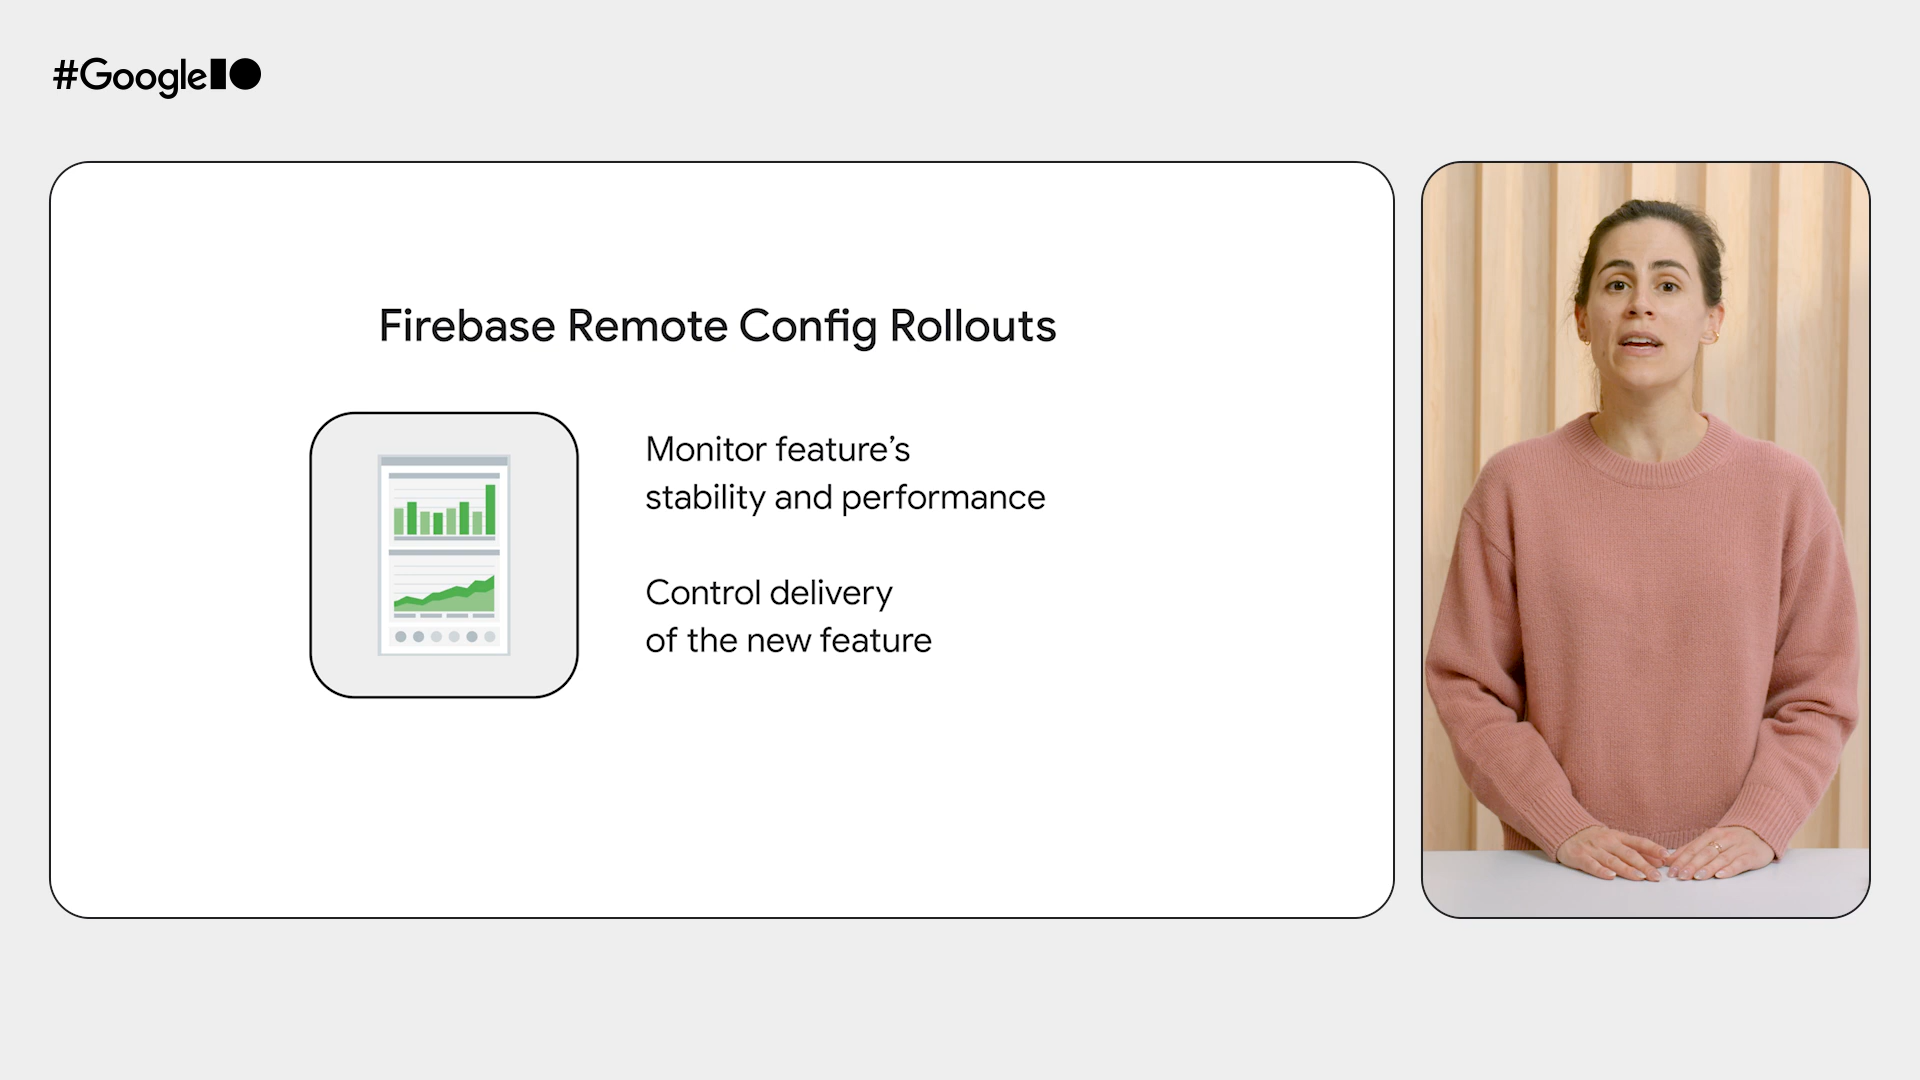 #GoogleIO
Firebase Remote Config Rollouts
Monitor feature’s
stability and performance
Control delivery
of the new feature